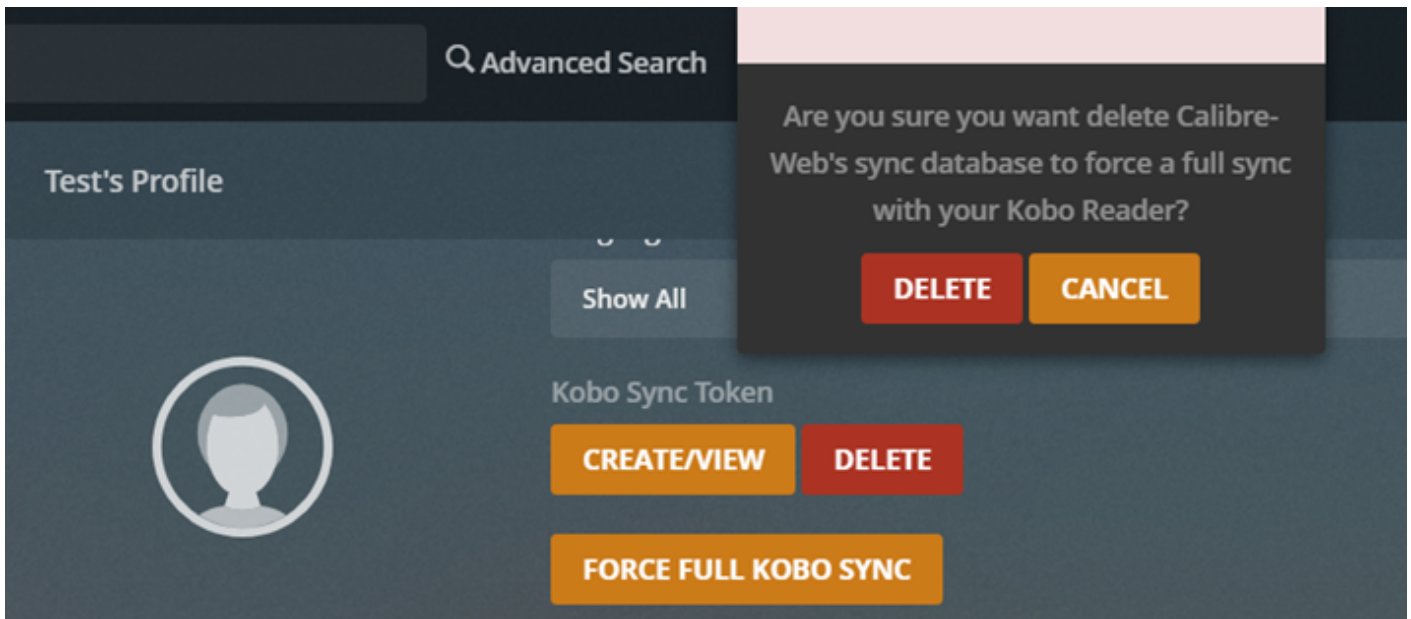 Advanced Search
Are you sure you want delete Calibre-
Web's sync database to force a full sync
with your Kobo Reader?
DELETE CANCEL
Test's Profile
Show All
Kobo Sync Token
CREATE/VIEW DELETE
FORCE FULL KOBO SYNC